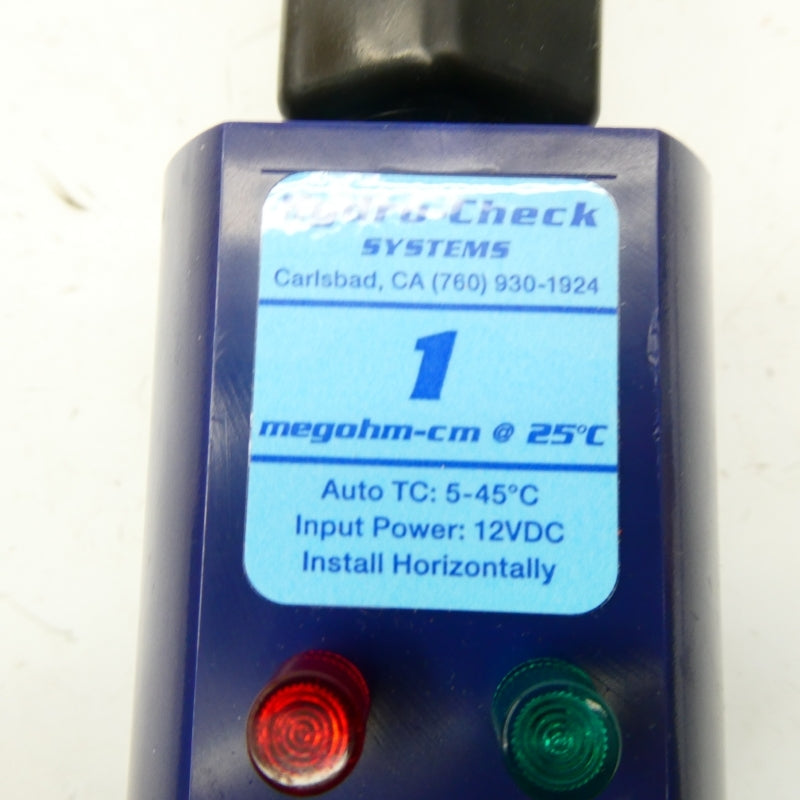 Hydro-Check
SYSTEMS
Carlsbad, CA (760) 930-1924
1
megohm-cm @ 25°C
Auto TC: 5-45°C
Input Power: 12VDC
Install Horizontally